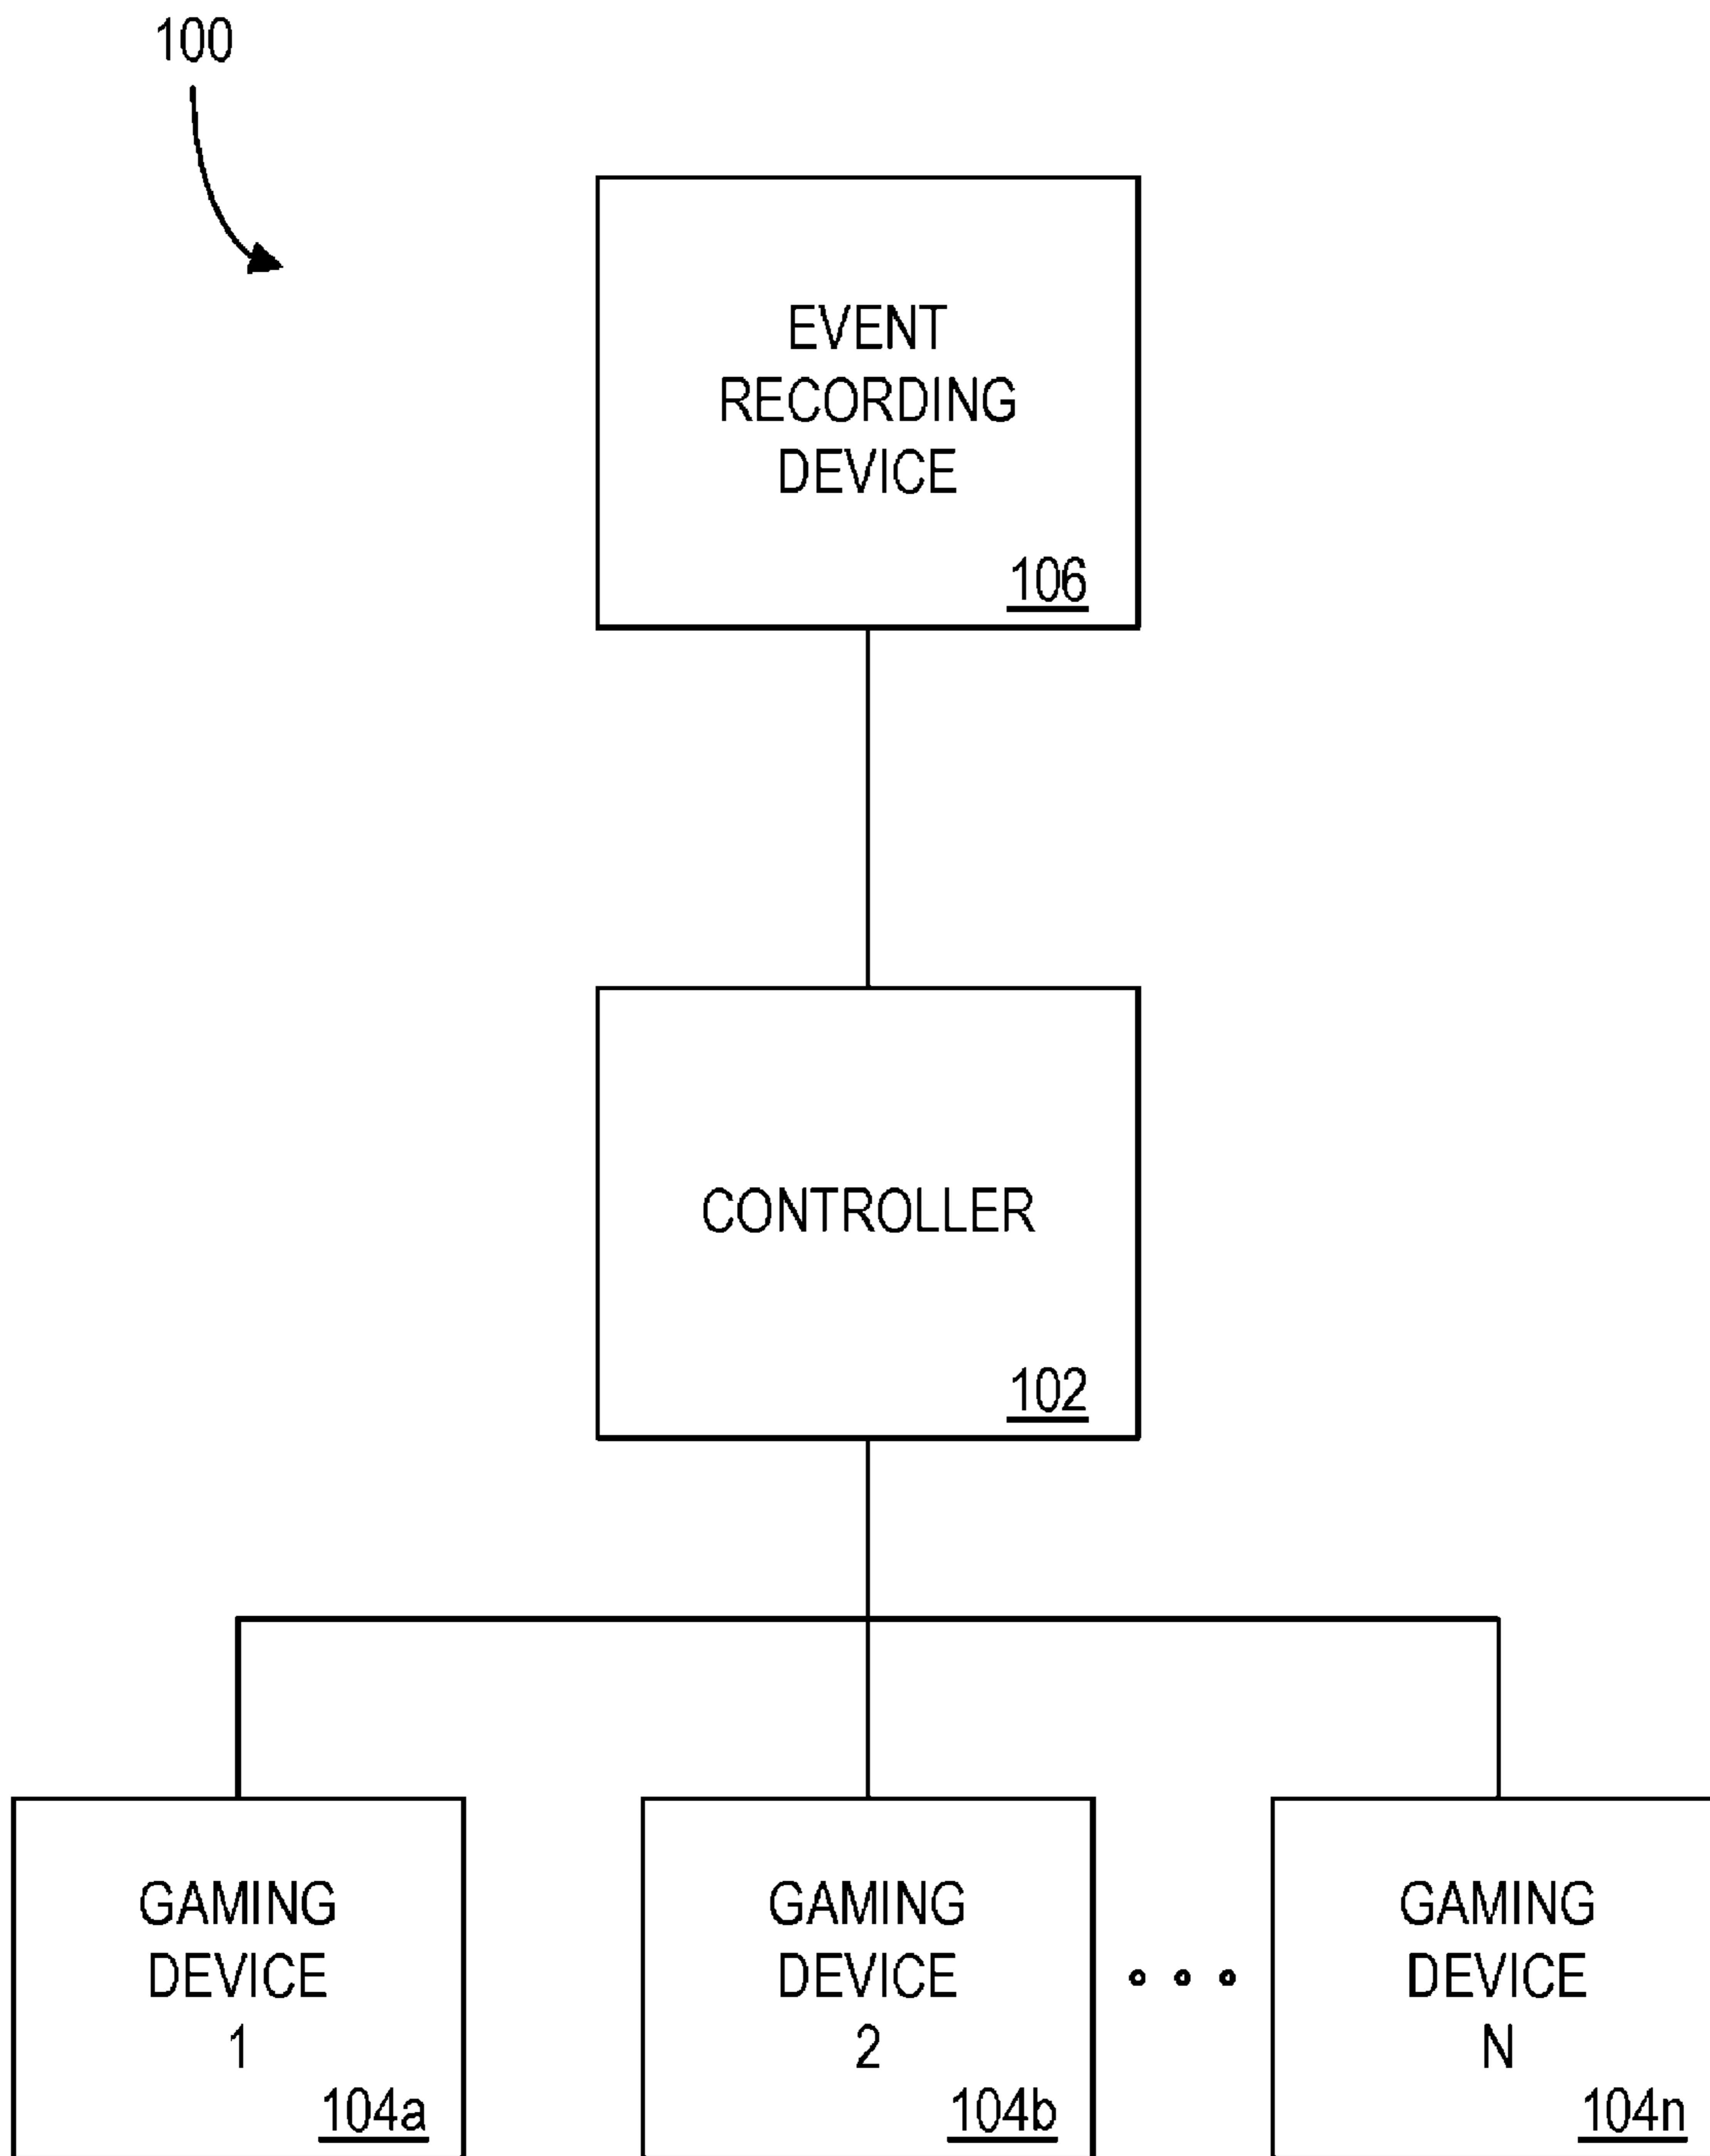 100
EVENT
RECORDING
DEVICE
106
CONTROLLER
102
GAMING
DEVICE
1
104a
GAMING
DEVICE
2
104b
GAMING
DEVICE
N
104n